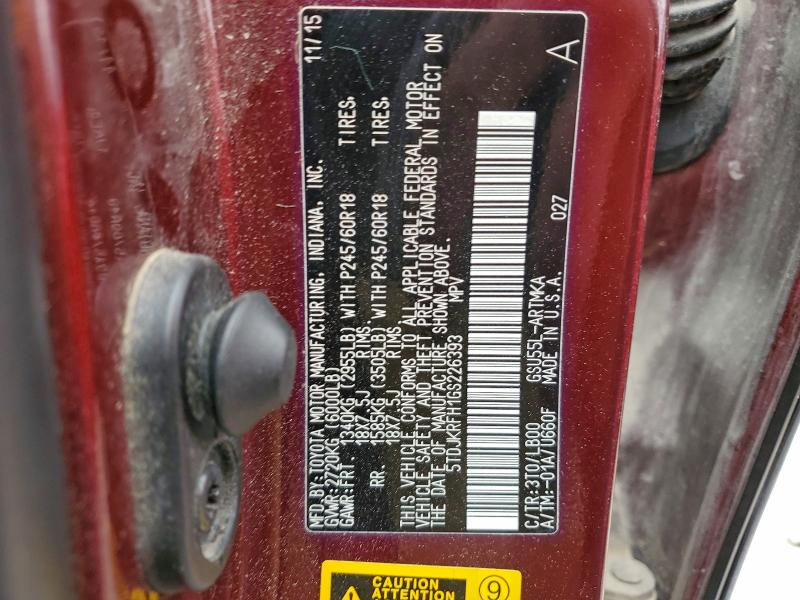 MFD.BY:TOYOTA MOTOR MANUFACTURING, INDIANA, INC. 11/15
GVWR:2720KG (6000LB)
GAWR:FRT. 1340KG (2955LB) WITH P245/60R18 TIRES,
18X7.5J RIMS,
RR. 1589KG (3505LB) WITH P245/60R18 TIRES,
18X7.5J RIMS,
THIS VEHICLE CONFORMS TO ALL APPLICABLE FEDERAL MOTOR
VEHICLE SAFETY AND THEFT PREVENTION STANDARDS IN EFFECT ON
THE DATE OF MANUFACTURE SHOWN ABOVE.
5TDJKRFH1GS226393 MPV
C/TR:3T0/LB00 GSU55L-ARTMKA 027
A/TM:-01A/U660F MADE IN U.S.A. A
CAUTION
ATTENTION
9